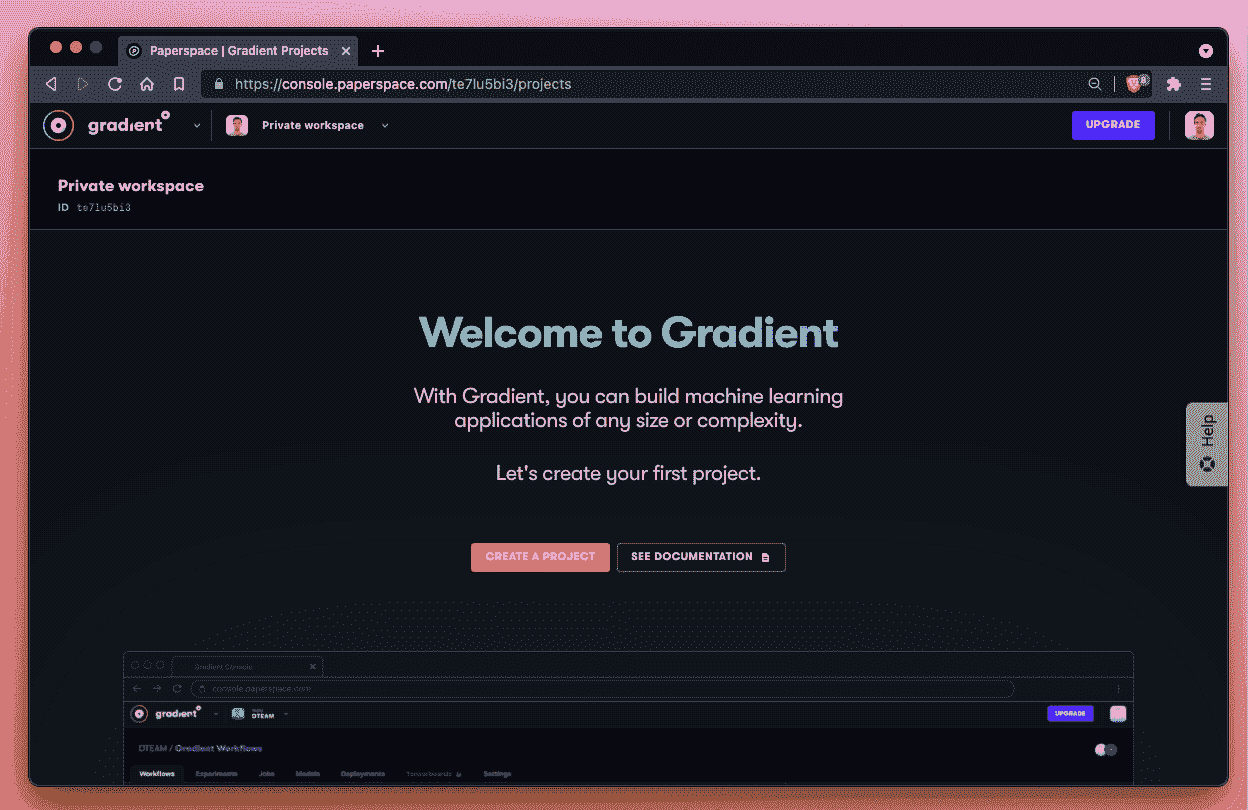 Paperspace | Gradient Projects
https://console.paperspace.com/te7lu5bi3/projects
8
gradient
Private workspace
UPGRADE
Private workspace
ID te7lu5bi3
Welcome to Gradient
With Gradient, you can build machine learning
applications of any size or complexity.
Let's create your first project.
Help
CREATE A PROJECT
SEE DOCUMENTATION
Gradient Console
console.paperspace.com
gradient
DTEAM
UPGRADE
DTEAM / Gradient Workflows
Workflows Experiments Jobs Models Deployments Tensorboards Settings